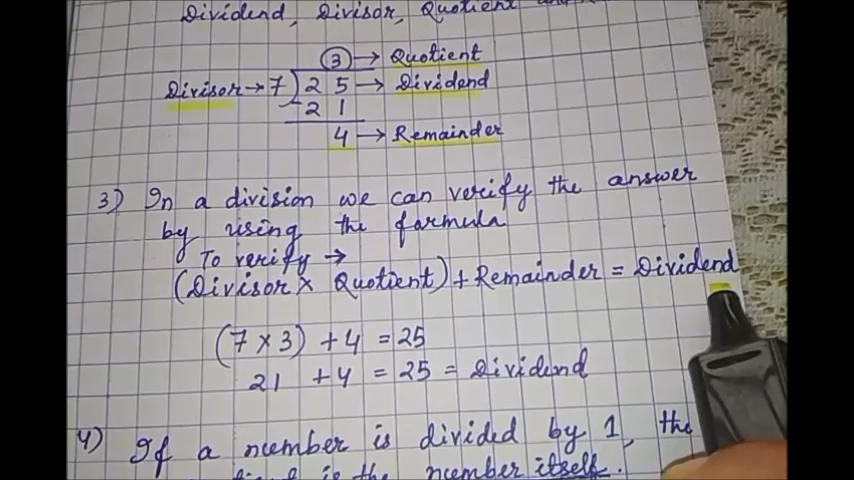 Dividend, Divisor, Quotient and
3 → Quotient
Divisor → 7) 2 5 → Dividend
- 2 1
4 → Remainder
3) In a division we can verify the answer
by using the formula
To verify →
(Divisor × Quotient) + Remainder = Dividend
(7 × 3) + 4 = 25
21 + 4 = 25 = Dividend
4) If a number is divided by 1, the
is the number itself.